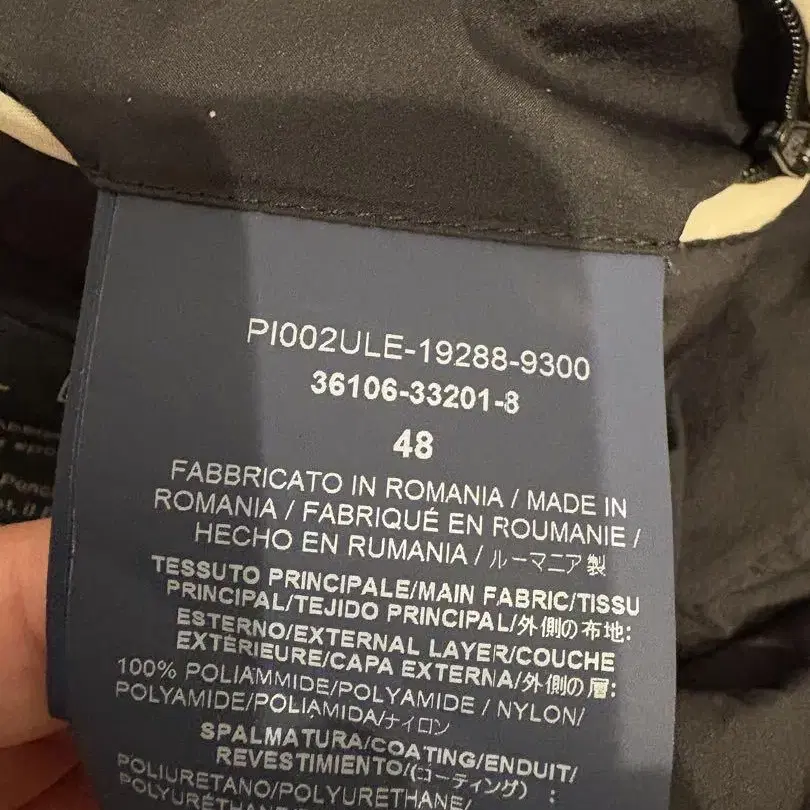 PI002ULE-19288-9300
36106-33201-8
48
FABBRICATO IN ROMANIA / MADE IN
ROMANIA / FABRIQUÉ EN ROUMANIE /
HECHO EN RUMANIA / ルーマニア製
TESSUTO PRINCIPALE/MAIN FABRIC/TISSU
PRINCIPAL/TEJIDO PRINCIPAL/外側の布地:
ESTERNO/EXTERNAL LAYER/COUCHE
EXTÉRIEURE/CAPA EXTERNA/外側の層:
100% POLIAMMIDE/POLYAMIDE / NYLON/
POLYAMIDE/POLIAMIDA/ナイロン
SPALMATURA/COATING/ENDUIT/
REVESTIMIENTO/(コーティング) :
POLIURETANO/POLYURETHANE/
POLYURÉTHANE/